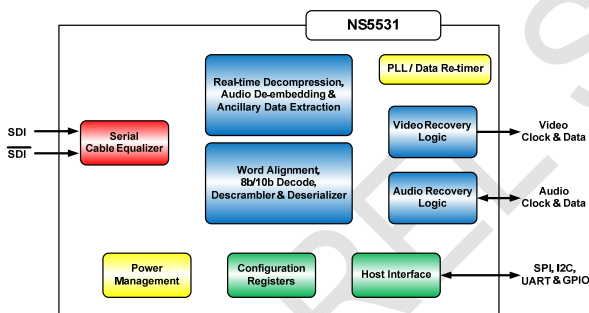 NS5531
Real-time Decompression,
Audio De-embedding &
Ancillary Data Extraction
PLL / Data Re-timer
SDI
SDI
Serial
Cable Equalizer
Video Recovery
Logic
Video
Clock & Data
Word Alignment,
8b/10b Decode,
Descrambler & Deserializer
Audio Recovery
Logic
Audio
Clock & Data
Power
Management
Configuration
Registers
Host Interface
SPI, I2C,
UART & GPIO